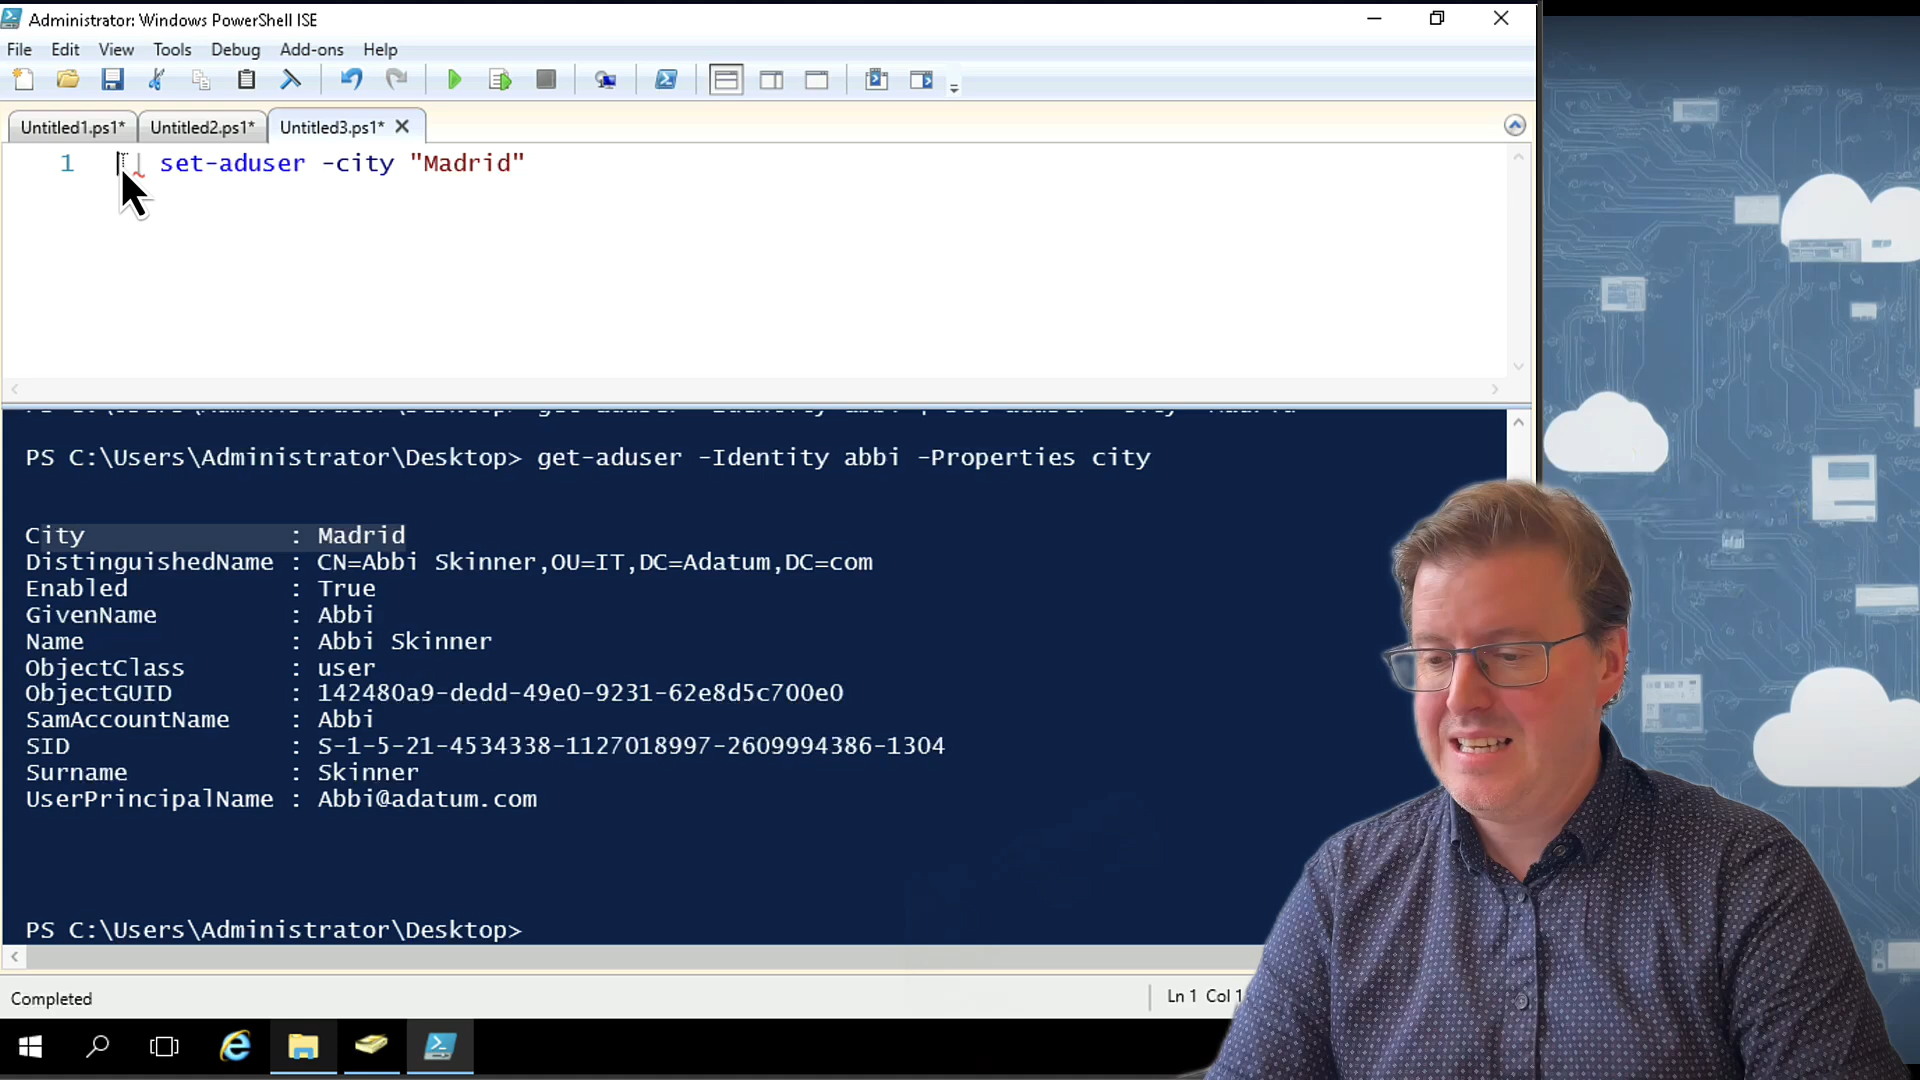 Administrator: Windows PowerShell ISE
File Edit View Tools Debug Add-ons Help
Untitled1.ps1* Untitled2.ps1* Untitled3.ps1*
1 | set-aduser -city "Madrid"
PS C:\Users\Administrator\Desktop> get-aduser -Identity abbi -Properties city
City : Madrid
DistinguishedName : CN=Abbi Skinner,OU=IT,DC=Adatum,DC=com
Enabled : True
GivenName : Abbi
Name : Abbi Skinner
ObjectClass : user
ObjectGUID : 142480a9-dedd-49e0-9231-62e8d5c700e0
SamAccountName : Abbi
SID : S-1-5-21-4534338-1127018997-2609994386-1304
Surname : Skinner
UserPrincipalName : Abbi@adatum.com
PS C:\Users\Administrator\Desktop>
Completed
Ln 1 Col 1